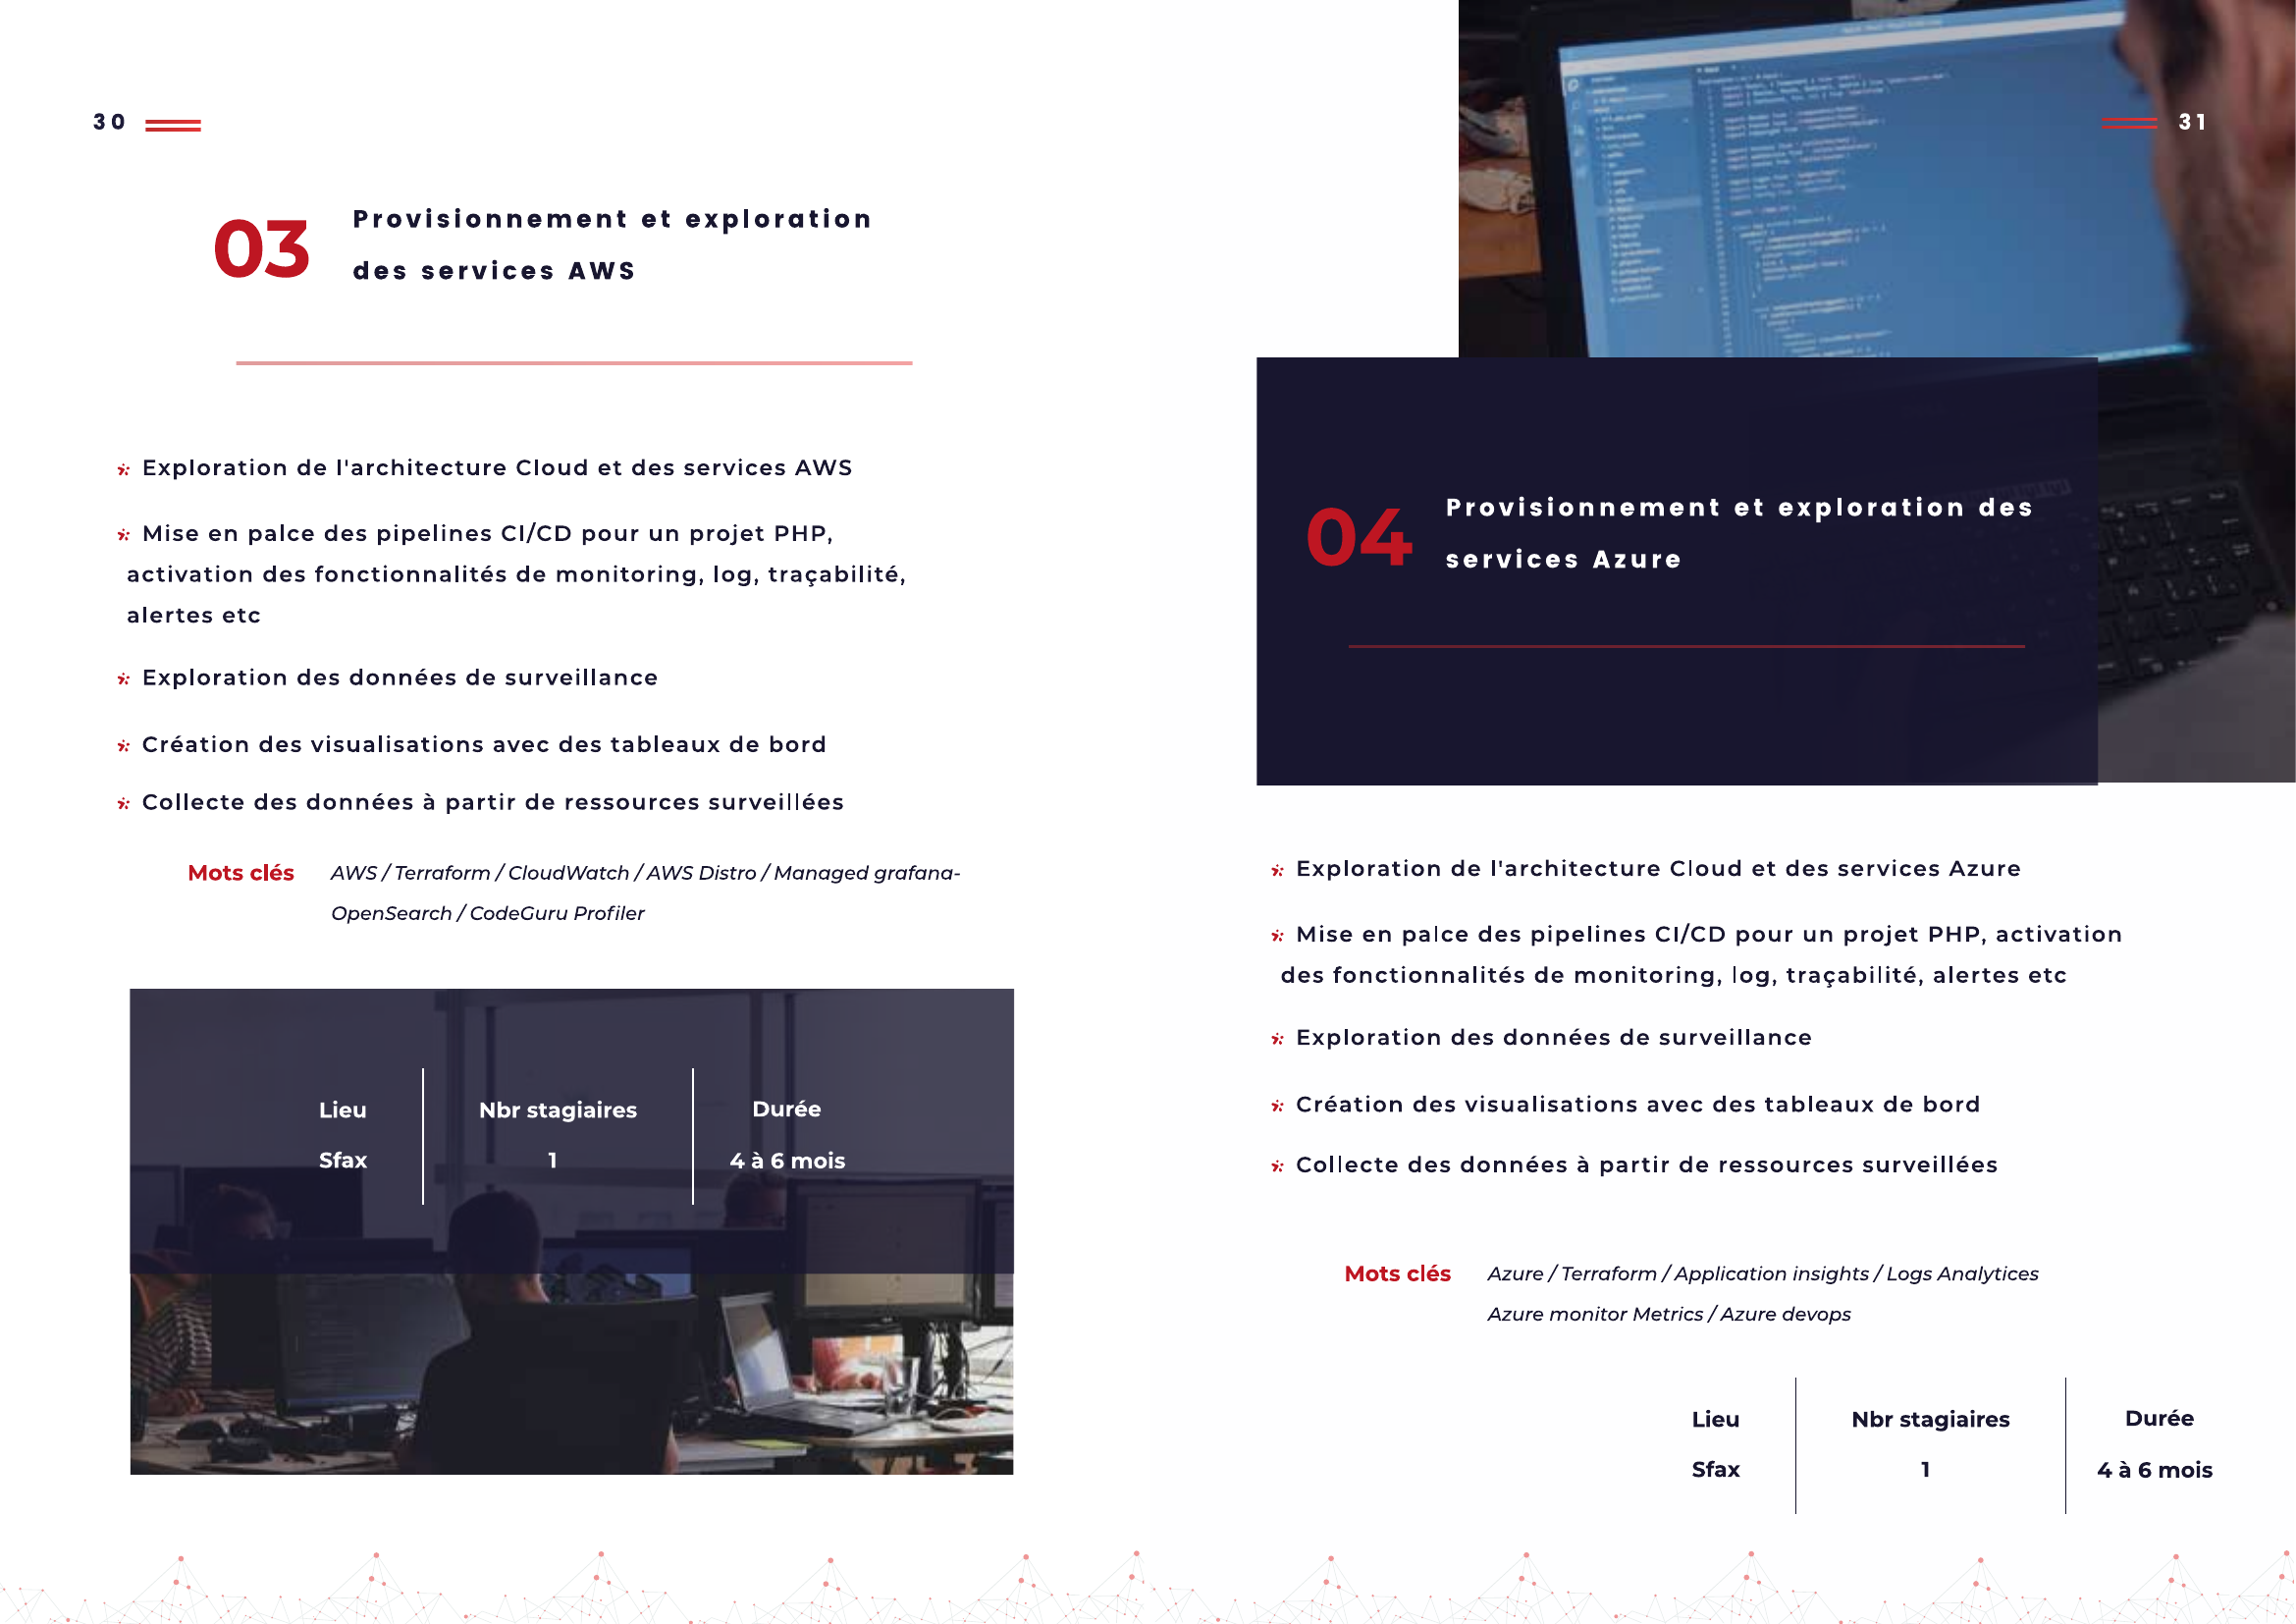 30
03
Provisionnement et exploration
des services AWS
Exploration de l'architecture Cloud et des services AWS
Mise en palce des pipelines CI/CD pour un projet PHP,
activation des fonctionnalités de monitoring, log, traçabilité,
alertes etc
Exploration des données de surveillance
Création des visualisations avec des tableaux de bord
Collecte des données à partir de ressources surveillées
Mots clés AWS / Terraform / CloudWatch / AWS Distro / Managed grafana-
OpenSearch / CodeGuru Profiler
Lieu Nbr stagiaires Durée
Sfax 1 4 à 6 mois
31
04
Provisionnement et exploration des
services Azure
Exploration de l'architecture Cloud et des services Azure
Mise en palce des pipelines CI/CD pour un projet PHP, activation
des fonctionnalités de monitoring, log, traçabilité, alertes etc
Exploration des données de surveillance
Création des visualisations avec des tableaux de bord
Collecte des données à partir de ressources surveillées
Mots clés Azure / Terraform / Application insights / Logs Analytices
Azure monitor Metrics / Azure devops
Lieu Nbr stagiaires Durée
Sfax 1 4 à 6 mois